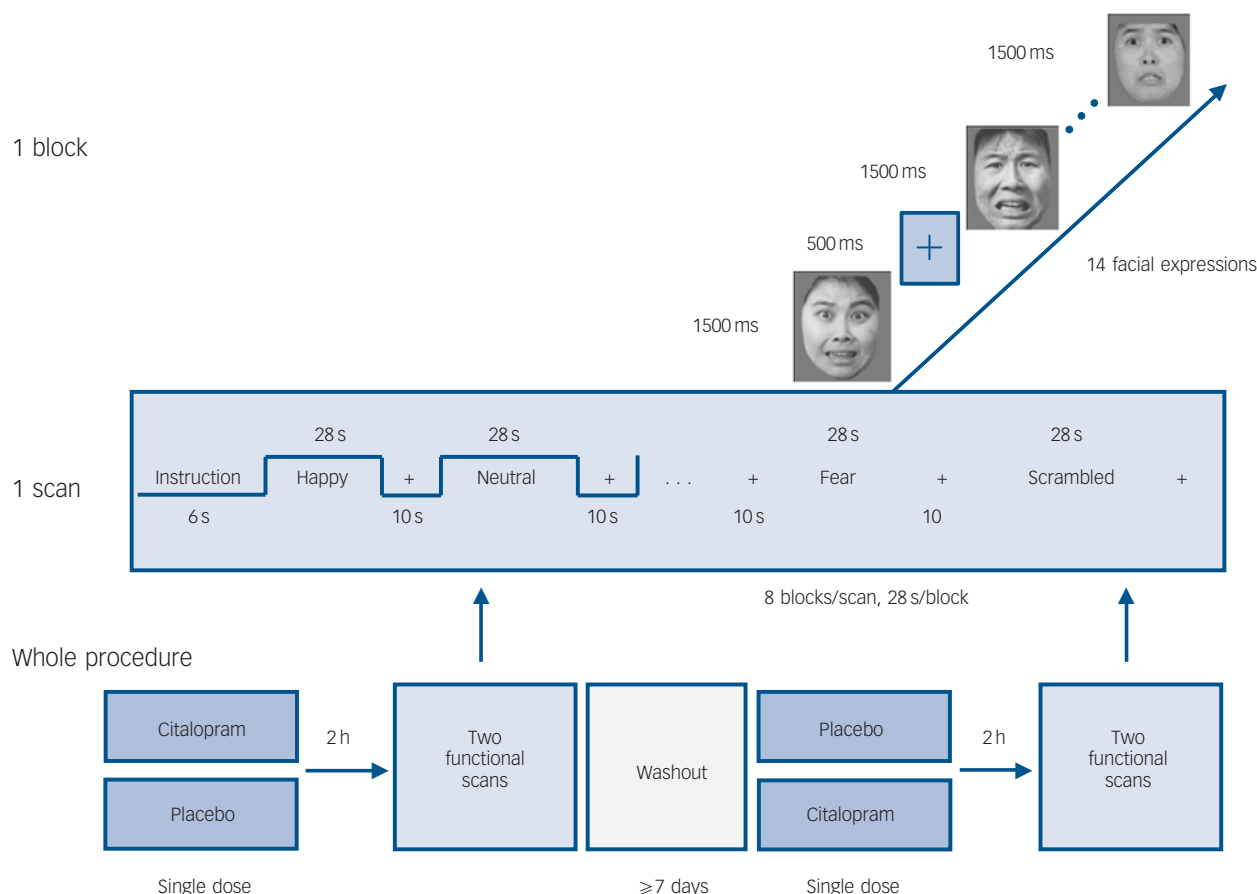 1500 ms
1 block
1500 ms
500 ms
+
14 facial expressions
1500 ms
28 s 28 s 28 s 28 s
1 scan
Instruction Happy + Neutral + . . . + Fear + Scrambled +
6 s 10 s 10 s 10 s 10
8 blocks/scan, 28 s/block
Whole procedure
Citalopram
Placebo
2 h
Two
functional
scans
Washout
Placebo
Citalopram
2 h
Two
functional
scans
Single dose ⩾7 days Single dose